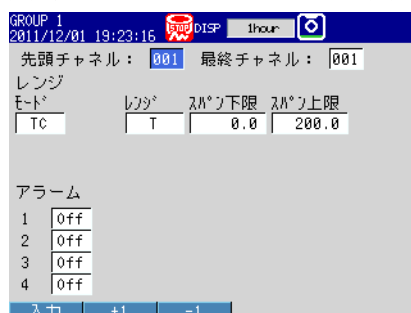 GROUP 1
2011/12/01 19:23:16 STOP DISP 1hour
先頭チャネル： 001 最終チャネル： 001
レンジ
ﾓｰﾄﾞ ﾚﾝｼﾞ ｽﾊﾟﾝ下限 ｽﾊﾟﾝ上限
TC T 0.0 200.0
アラーム
1 Off
2 Off
3 Off
4 Off
入力 +1 -1